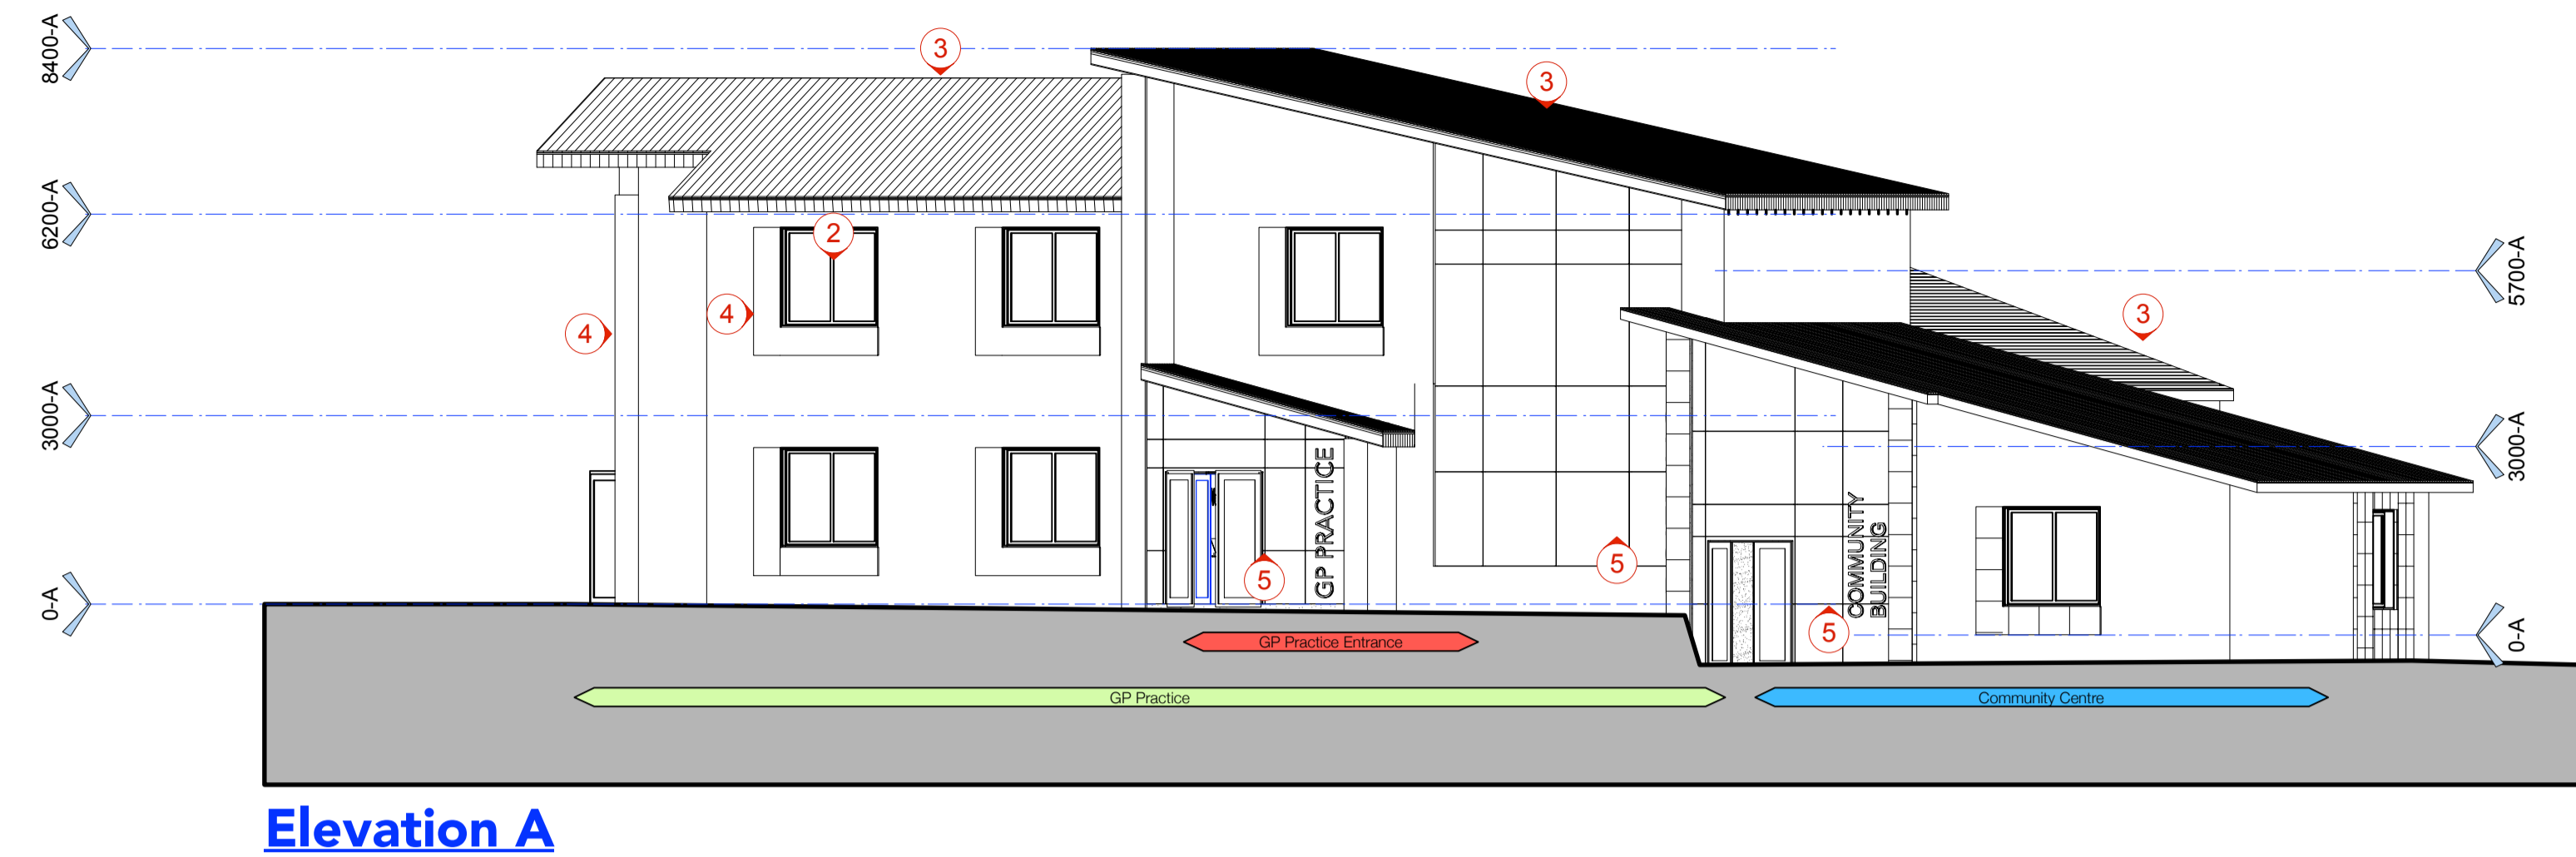 8400-A
3
3
6200-A
2
5700-A
4
4
3
3000-A
3000-A
GP PRACTICE
COMMUNITY
BUILDING
5
5
0-A
5
0-A
GP Practice Entrance
GP Practice
Community Centre
Elevation A